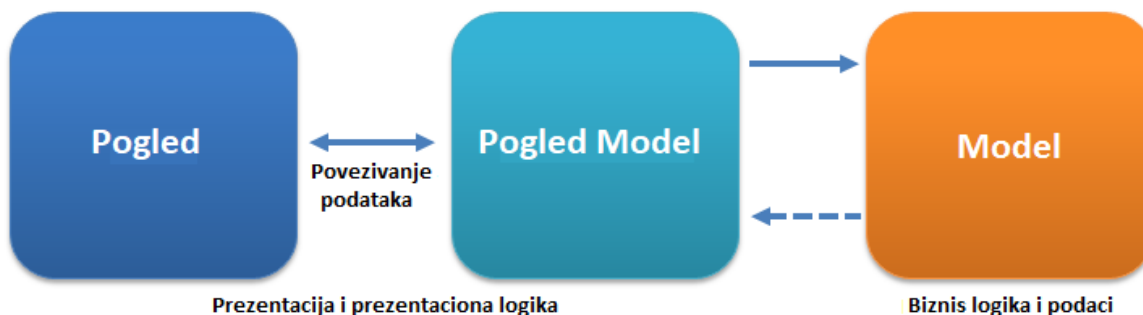 Pogled
Pogled Model
Model
Povezivanje
podataka
Prezentacija i prezentaciona logika
Biznis logika i podaci